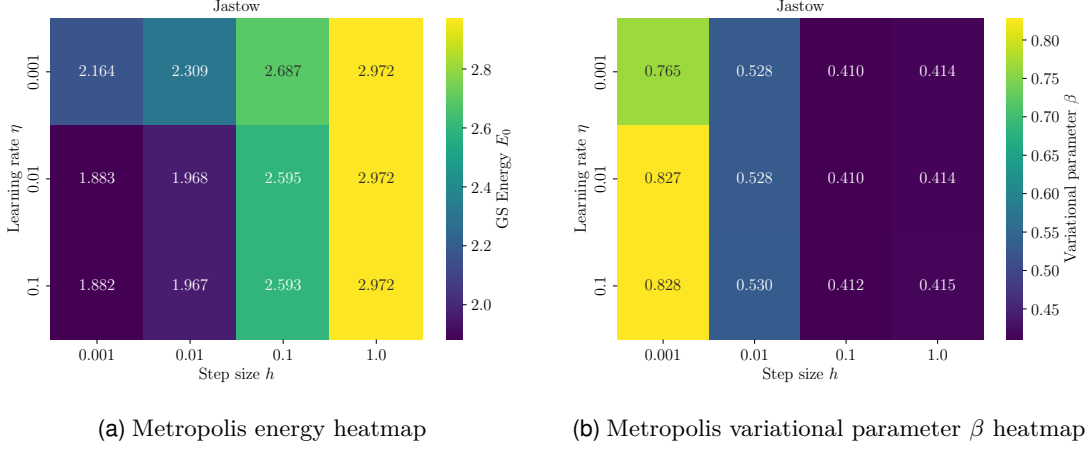 Jastow
Learning rate η
0.001
0.01
0.1
2.164 2.309 2.687 2.972
1.883 1.968 2.595 2.972
1.882 1.967 2.593 2.972
0.001 0.01 0.1 1.0
Step size h
2.8
2.6
2.4
2.2
2.0
GS Energy E₀
(a) Metropolis energy heatmap
Jastow
Learning rate η
0.001
0.01
0.1
0.765 0.528 0.410 0.414
0.827 0.528 0.410 0.414
0.828 0.530 0.412 0.415
0.001 0.01 0.1 1.0
Step size h
0.80
0.75
0.70
0.65
0.60
0.55
0.50
0.45
Variational parameter β
(b) Metropolis variational parameter β heatmap